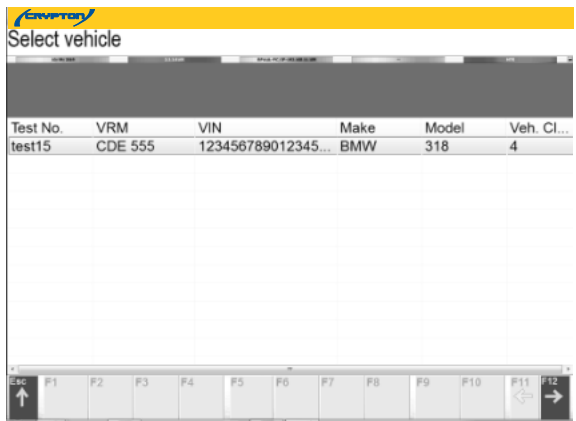 CRYPTON
Select vehicle
Test No. VRM VIN Make Model Veh. Cl...
test15 CDE 555 123456789012345... BMW 318 4
Esc F1 F2 F3 F4 F5 F6 F7 F8 F9 F10 F11 F12